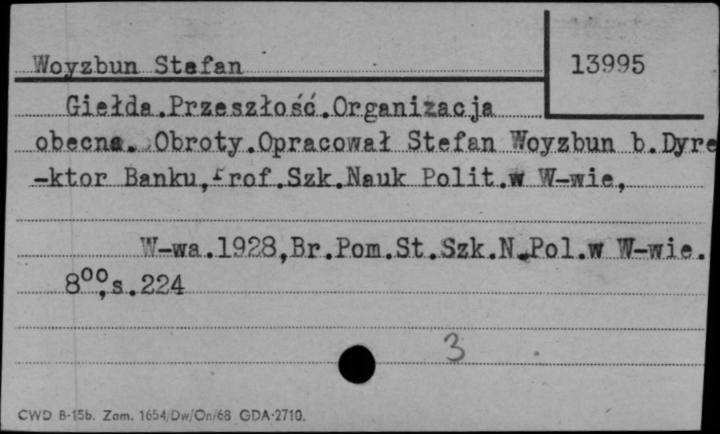 Woyzbun Stefan
13995
Giełda.Przeszłość.Organizacja
obecna. Obroty.Opracował Stefan Woyzbun b.Dyre
-ktor Banku,Prof.Szk.Nauk Polit.w W-wie,
W-wa.1928,Br.Pom.St.Szk.N.Pol.w W-wie.
8⁰⁰,s.224
3
CWD B-15b. Zam. 1654/Dw/On/68 GDA-2710.